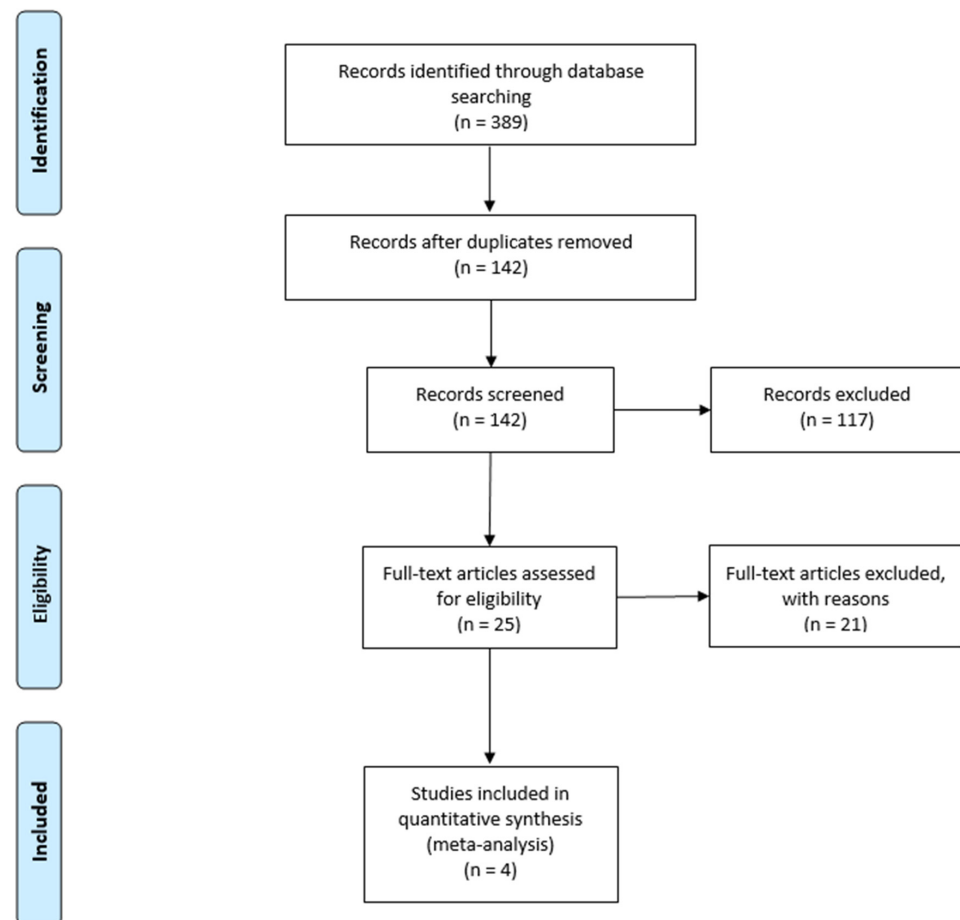 Identification
Records identified through database
searching
(n = 389)
Records after duplicates removed
(n = 142)
Screening
Records screened
(n = 142)
Records excluded
(n = 117)
Eligibility
Full-text articles assessed
for eligibility
(n = 25)
Full-text articles excluded,
with reasons
(n = 21)
Included
Studies included in
quantitative synthesis
(meta-analysis)
(n = 4)